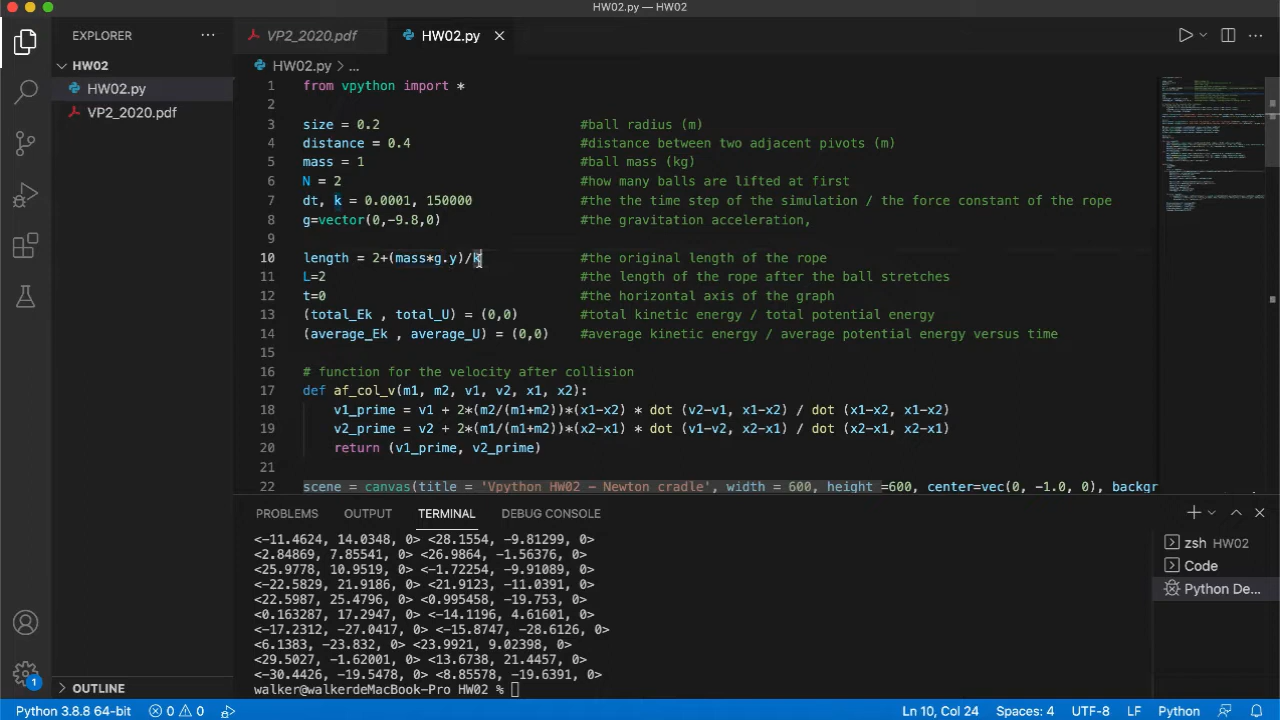 HW02.py — HW02
EXPLORER ...
VP2_2020.pdf
HW02.py
HW02
HW02.py
VP2_2020.pdf
HW02.py > ...
1 from vpython import *
2
3 size = 0.2 #ball radius (m)
4 distance = 0.4 #distance between two adjacent pivots (m)
5 mass = 1 #ball mass (kg)
6 N = 2 #how many balls are lifted at first
7 dt, k = 0.0001, 150000 #the the time step of the simulation / the force constant of the rope
8 g=vector(0,-9.8,0) #the gravitation acceleration,
9
10 length = 2+(mass*g.y)/k #the original length of the rope
11 L=2 #the length of the rope after the ball stretches
12 t=0 #the horizontal axis of the graph
13 (total_Ek , total_U) = (0,0) #total kinetic energy / total potential energy
14 (average_Ek , average_U) = (0,0) #average kinetic energy / average potential energy versus time
15
16 # function for the velocity after collision
17 def af_col_v(m1, m2, v1, v2, x1, x2):
18 v1_prime = v1 + 2*(m2/(m1+m2))*(x1-x2) * dot (v2-v1, x1-x2) / dot (x1-x2, x1-x2)
19 v2_prime = v2 + 2*(m1/(m1+m2))*(x2-x1) * dot (v1-v2, x2-x1) / dot (x2-x1, x2-x1)
20 return (v1_prime, v2_prime)
21
22 scene = canvas(title = 'Vpython HW02 - Newton cradle', width = 600, height =600, center=vec(0, -1.0, 0), backgr
PROBLEMS OUTPUT TERMINAL DEBUG CONSOLE
<-11.4624, 14.0348, 0> <28.1554, -9.81299, 0>
<2.84869, 7.85541, 0> <26.9864, -1.56376, 0>
<25.9778, 10.9519, 0> <-1.72254, -9.91089, 0>
<-22.5829, 21.9186, 0> <21.9123, -11.0391, 0>
<22.5987, 25.4796, 0> <0.995458, -19.753, 0>
<0.163287, 17.2947, 0> <-14.1196, 4.61601, 0>
<-17.2312, -27.0417, 0> <-15.8747, -28.6126, 0>
<6.1383, -23.832, 0> <23.9921, 9.02398, 0>
<29.5027, -1.62001, 0> <13.6738, 21.4457, 0>
<-30.4426, -19.5478, 0> <8.85578, -19.6391, 0>
walker@walkerdeMacBook-Pro HW02 %
zsh HW02
Code
Python De...
OUTLINE
1
Python 3.8.8 64-bit 0 0 Ln 10, Col 24 Spaces: 4 UTF-8 LF Python